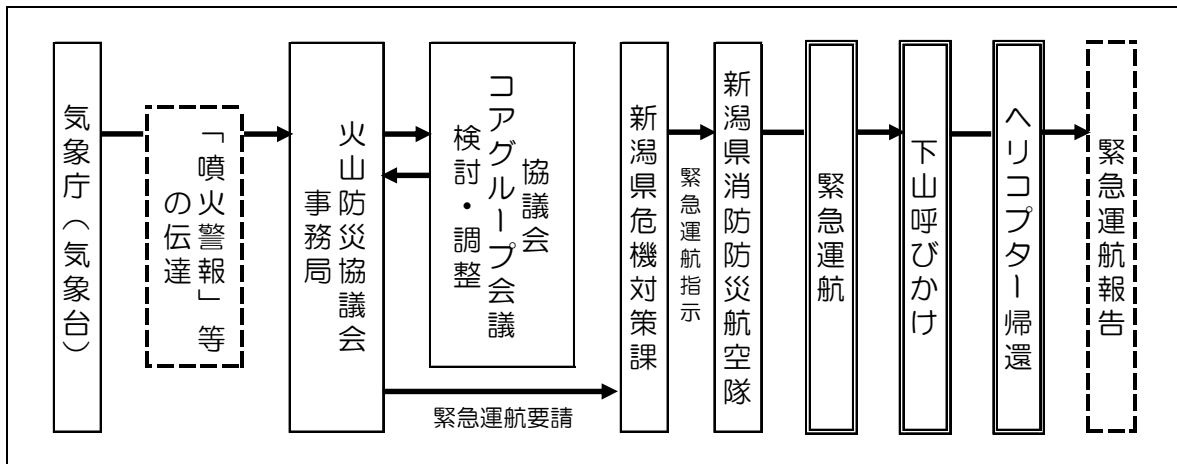 気象庁（気象台）
「噴火警報」等
の伝達
火山防災協議会
事務局
協議会
コアグループ会議
検討・調整
緊急運航要請
新潟県危機対策課
緊急運航指示
新潟県消防防災航空隊
緊急運航
下山呼びかけ
ヘリコプター帰還
緊急運航報告